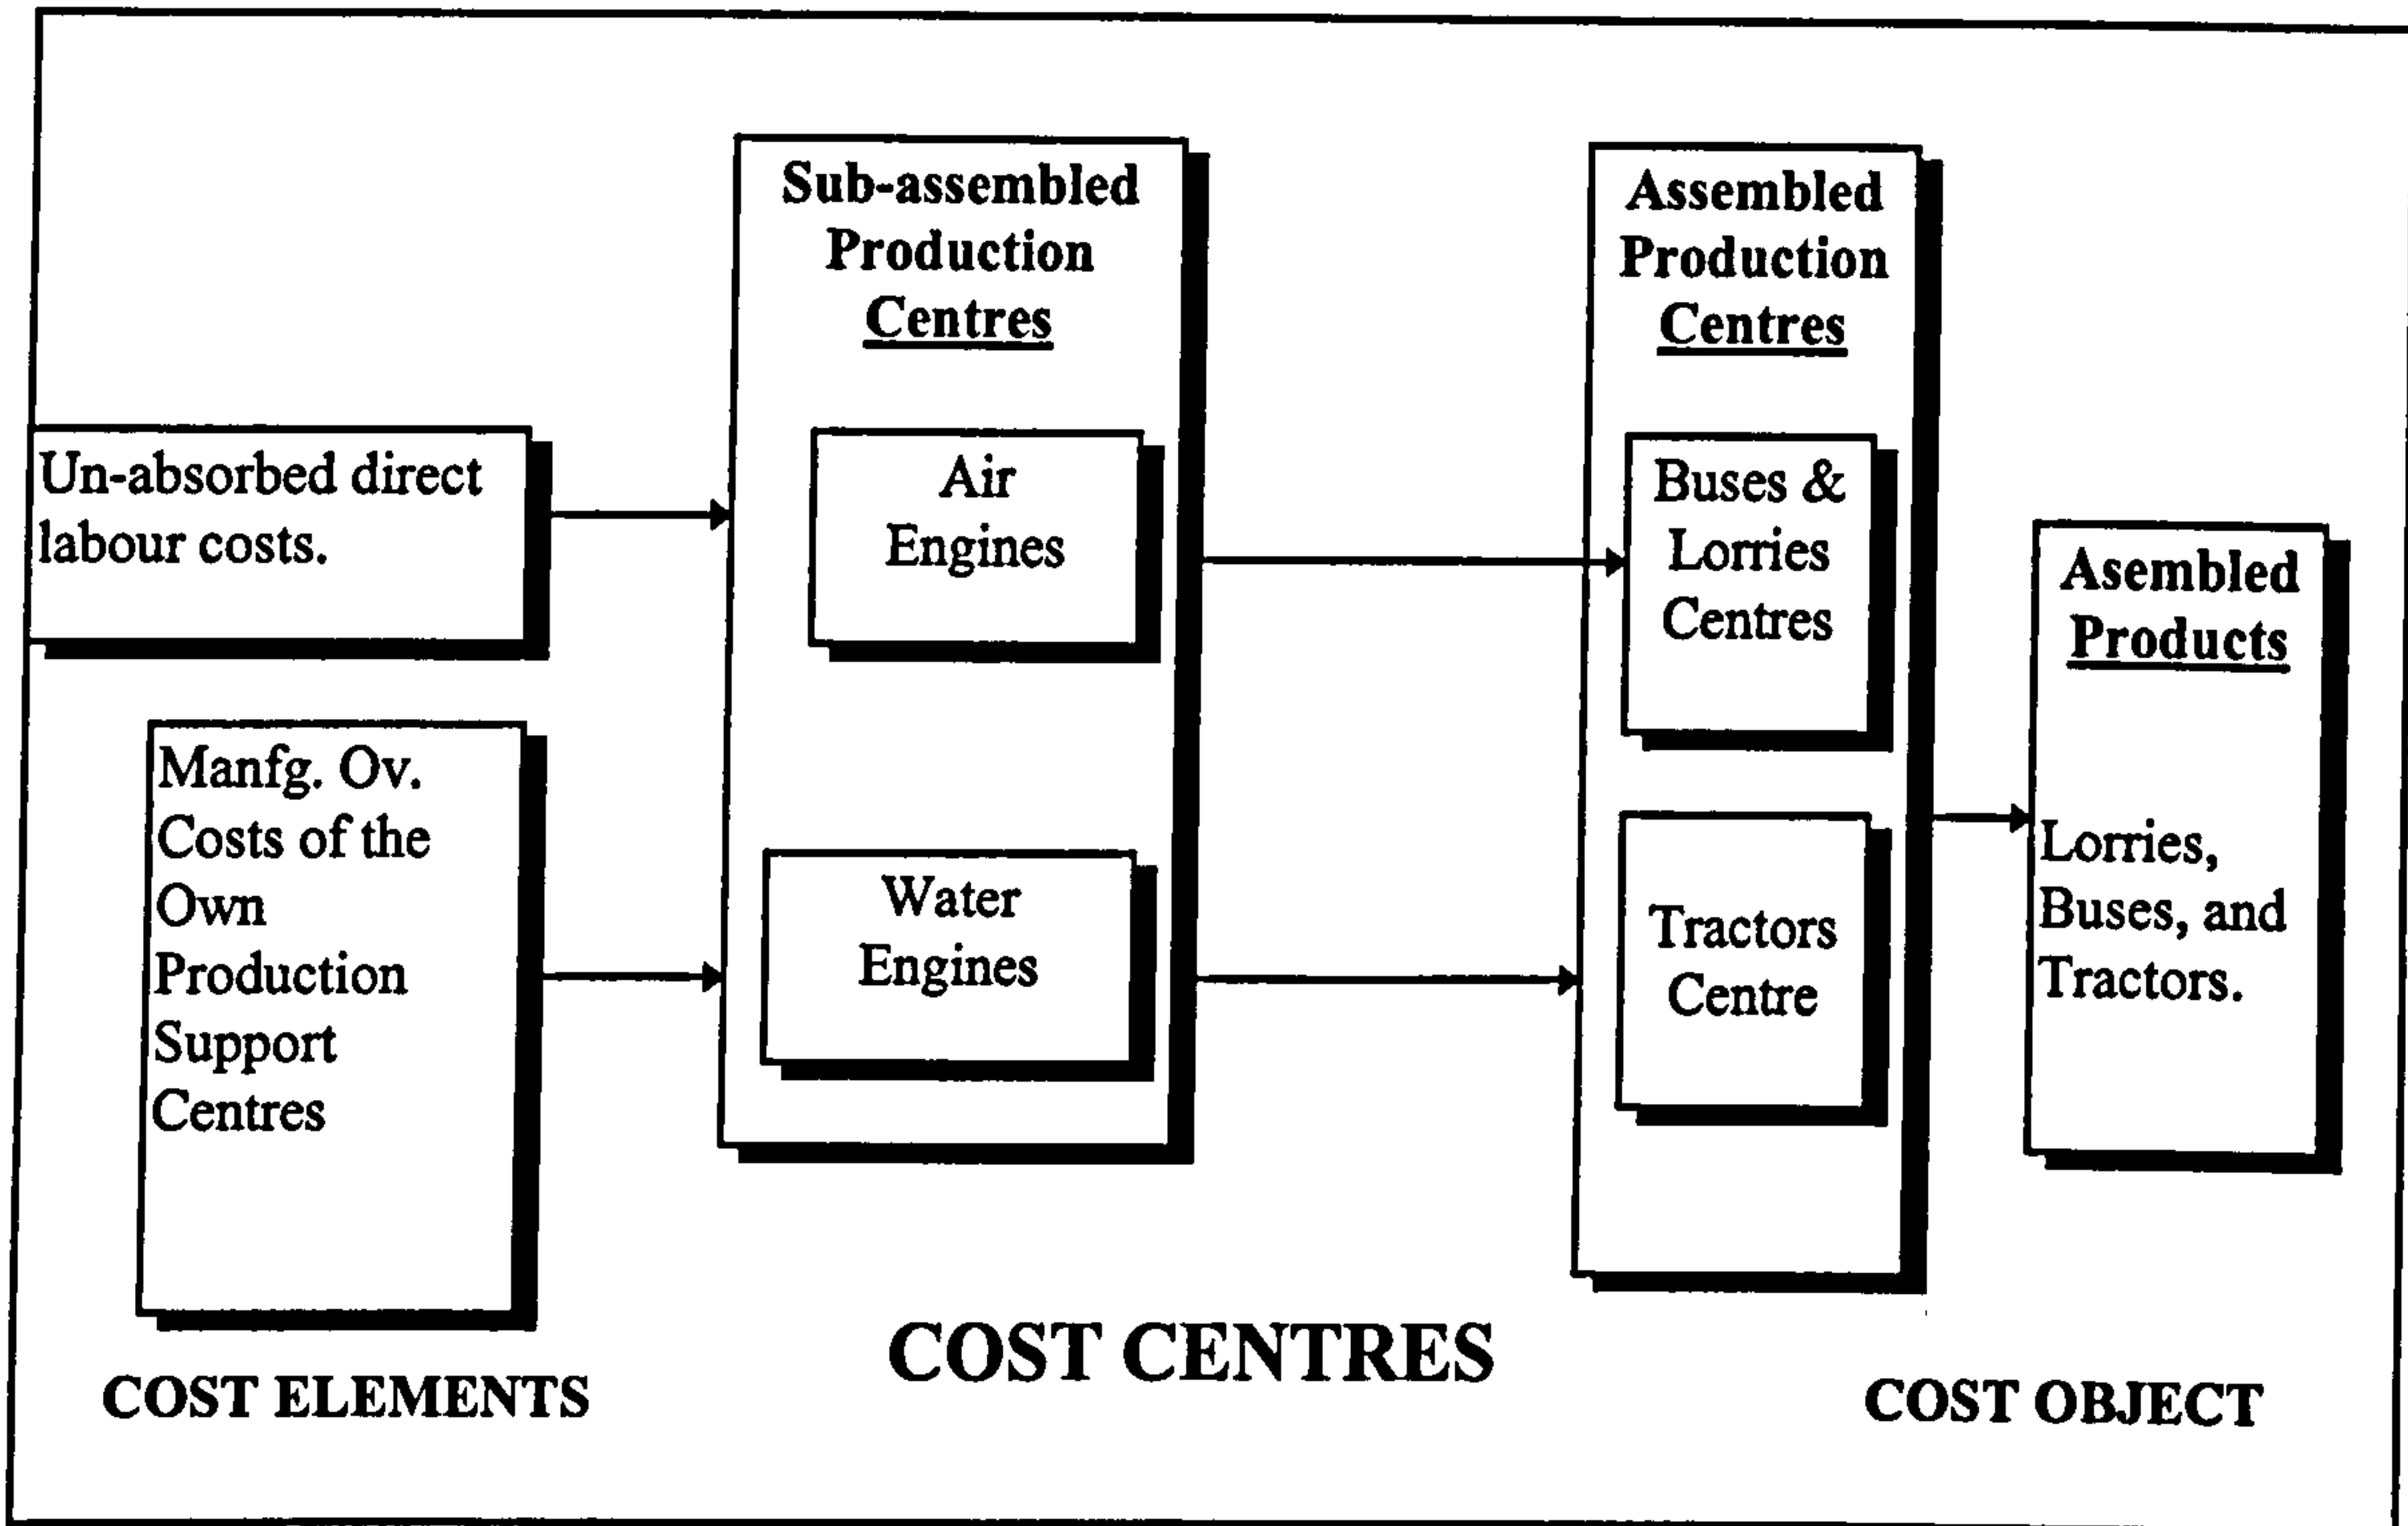 Un-absorbed direct
labour costs.
Manfg. Ov.
Costs of the
Own
Production
Support
Centres
COST ELEMENTS
Sub-assembled
Production
Centres
Air
Engines
Water
Engines
COST CENTRES
Assembled
Production
Centres
Buses &
Lorries
Centres
Tractors
Centre
Asembled
Products
Lorries,
Buses, and
Tractors.
COST OBJECT